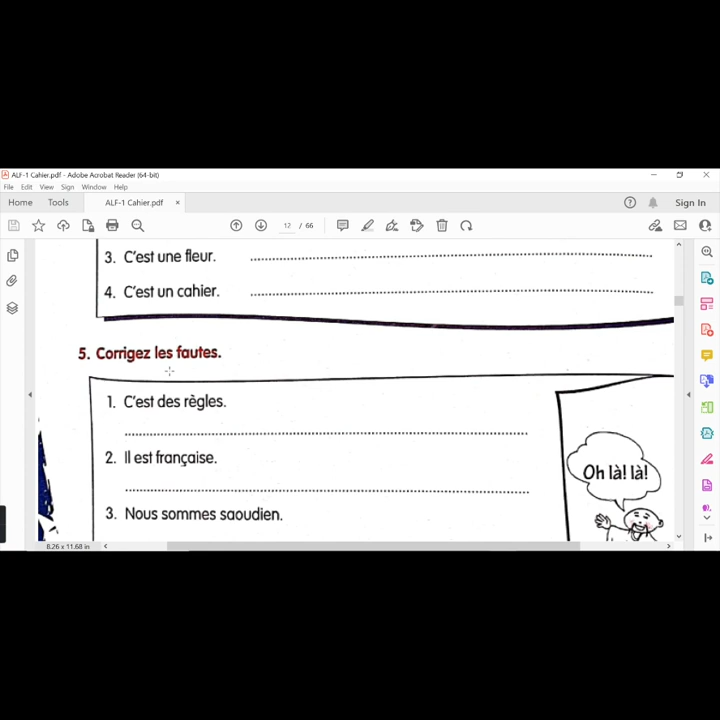 ALF-1 Cahier.pdf - Adobe Acrobat Reader (64-bit)
File Edit View Sign Window Help
Home Tools ALF-1 Cahier.pdf × Sign In
12 / 66
3. C'est une fleur.
4. C'est un cahier.
5. Corrigez les fautes.
1. C'est des règles.
2. Il est française.
Oh là! là!
3. Nous sommes saoudien.
8.26 x 11.68 in